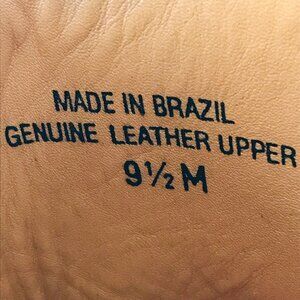 MADE IN BRAZIL
GENUINE LEATHER UPPER
9½ M